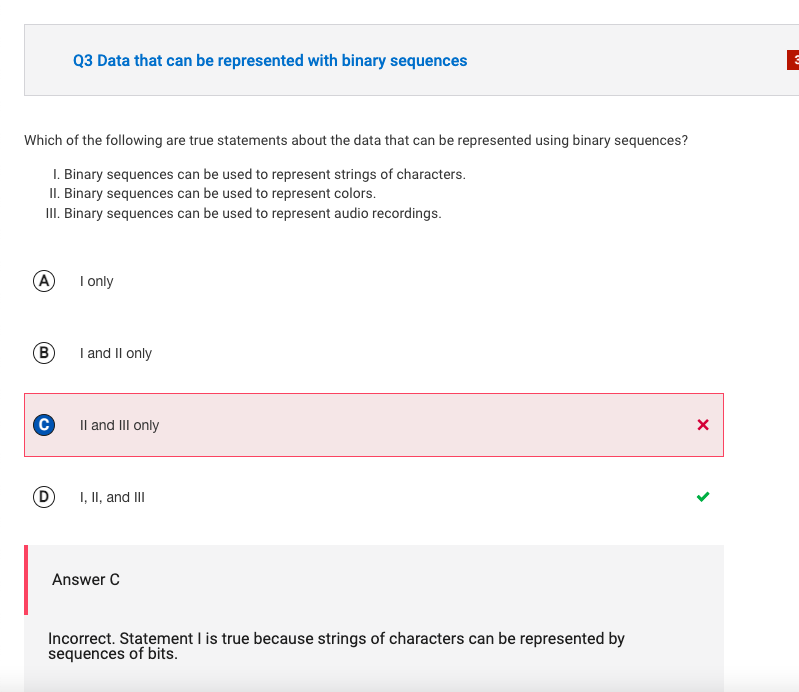 Q3 Data that can be represented with binary sequences
Which of the following are true statements about the data that can be represented using binary sequences?
I. Binary sequences can be used to represent strings of characters.
II. Binary sequences can be used to represent colors.
III. Binary sequences can be used to represent audio recordings.
A I only
B I and II only
C II and III only
D I, II, and III
Answer C
Incorrect. Statement I is true because strings of characters can be represented by
sequences of bits.